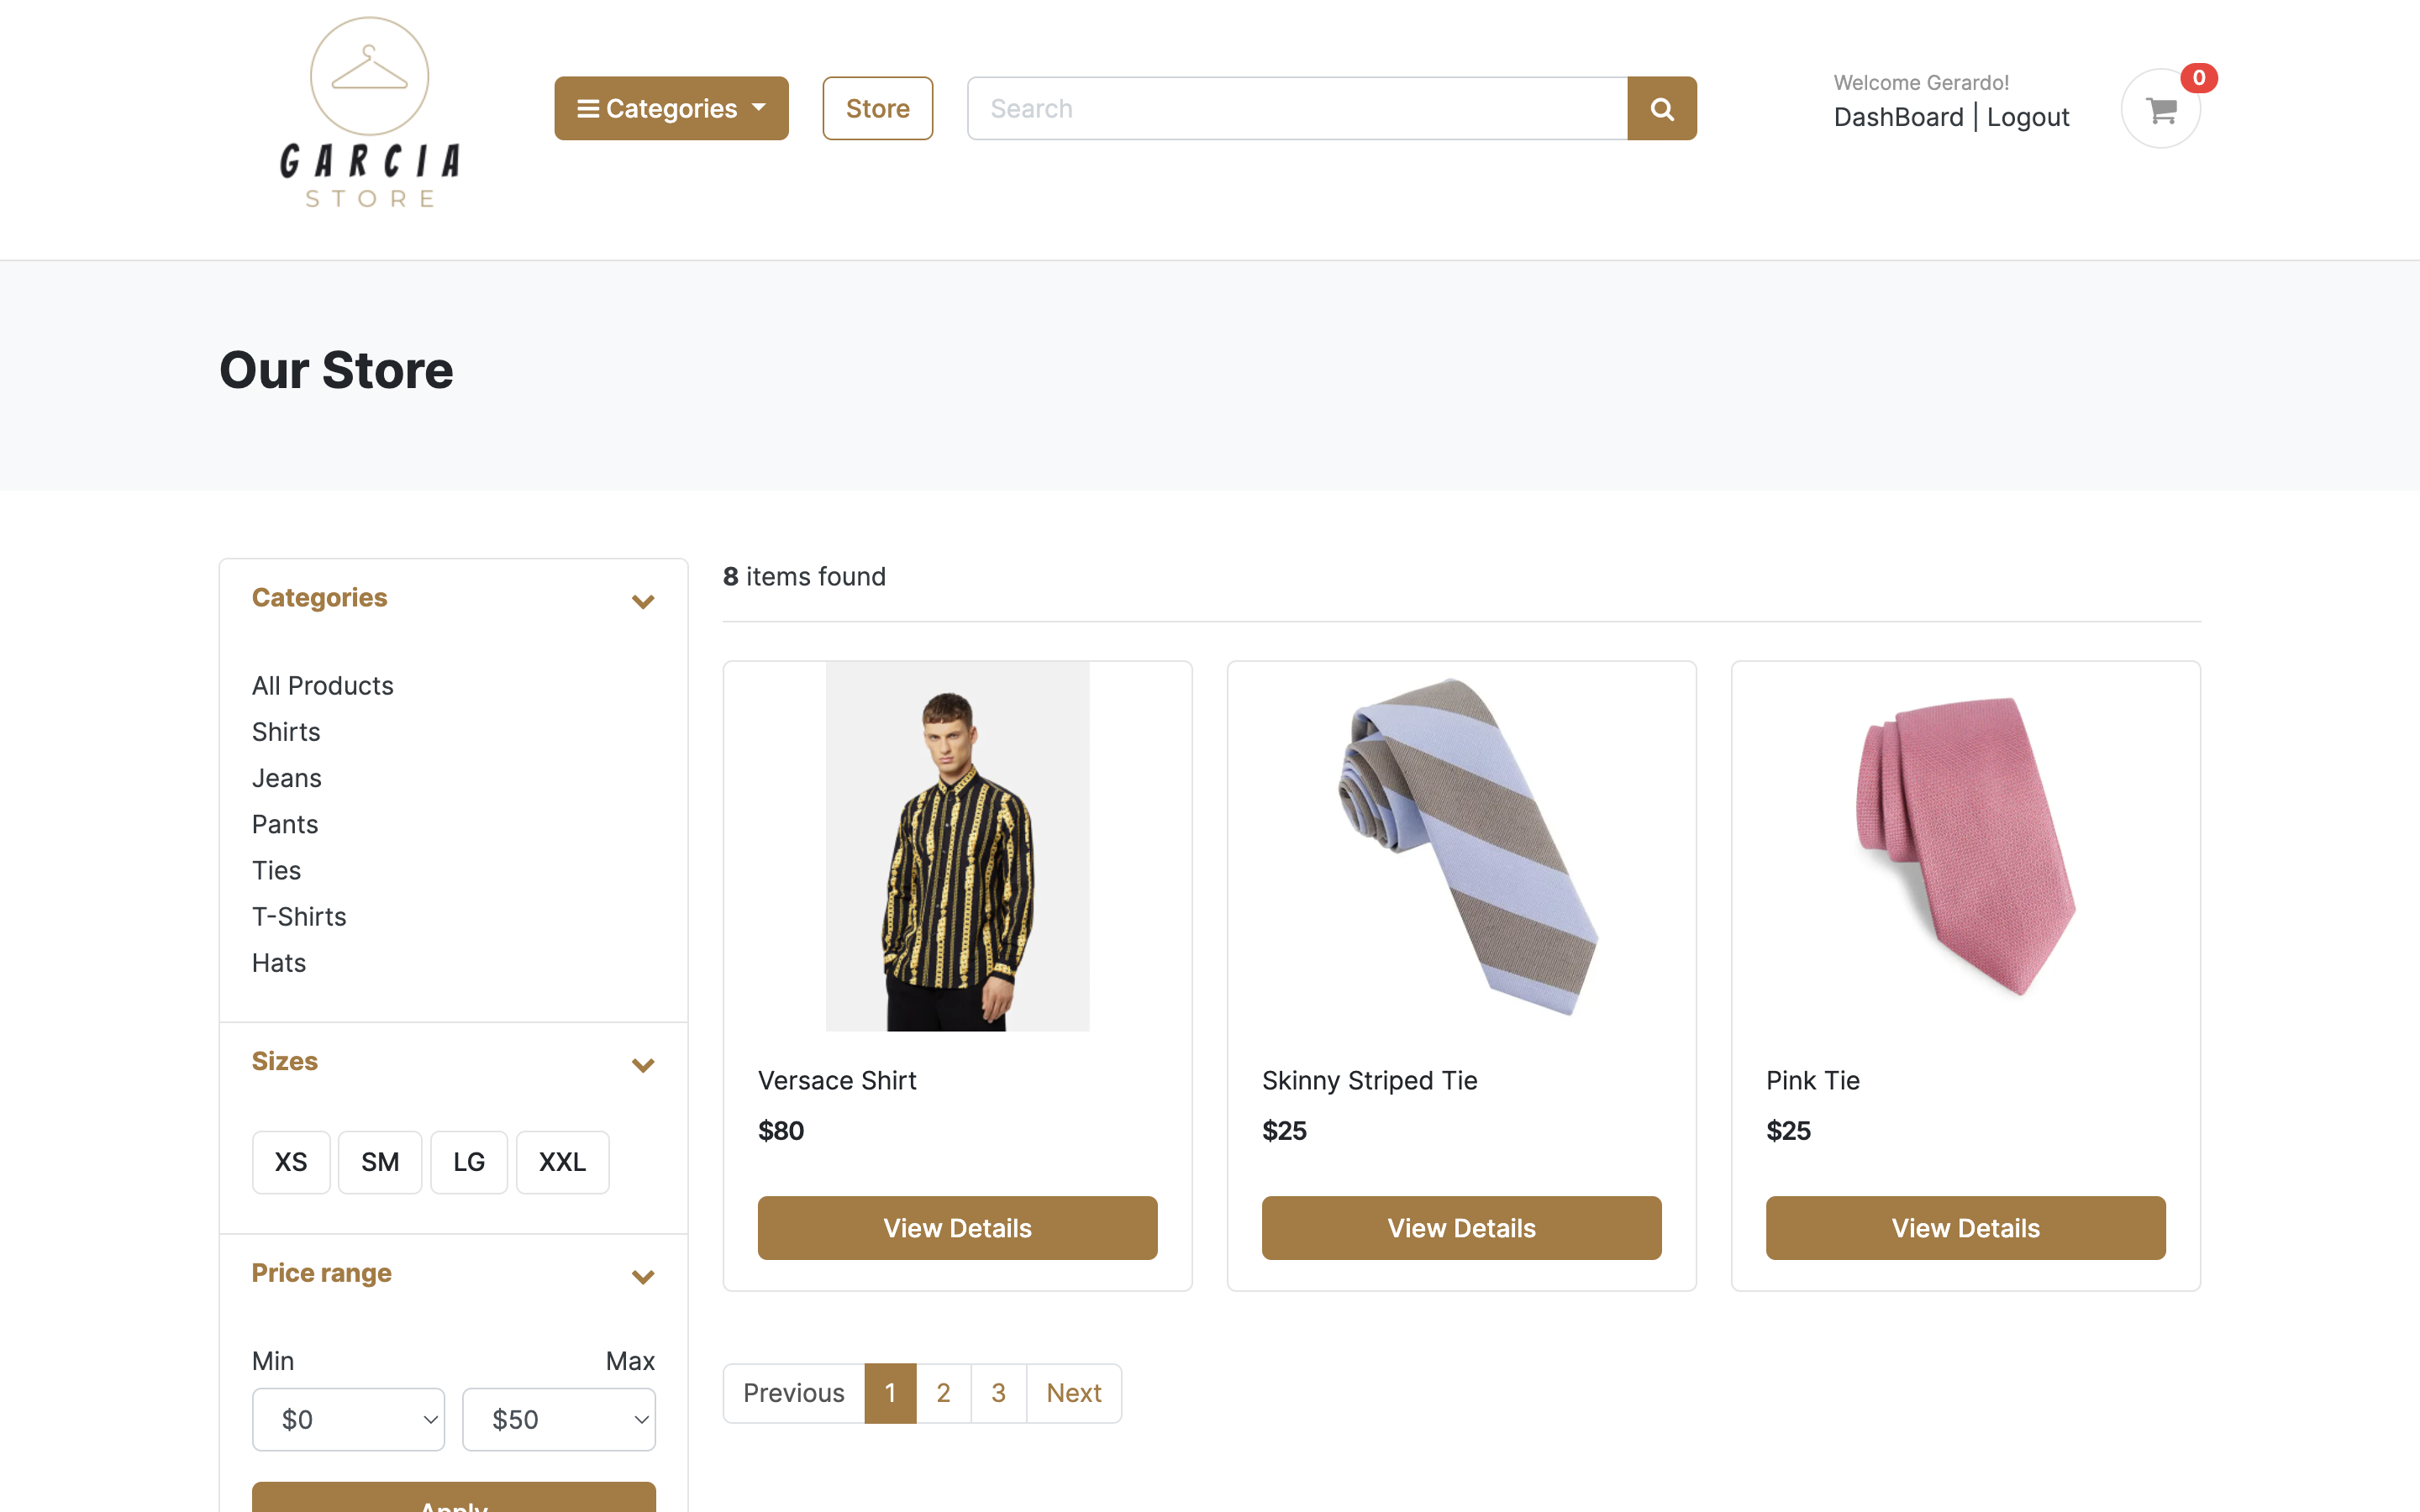 GARCIA
STORE
Categories
Store
Search
Welcome Gerardo!
DashBoard | Logout
0
Our Store
Categories
All Products
Shirts
Jeans
Pants
Ties
T-Shirts
Hats
Sizes
XS SM LG XXL
Price range
Min Max
$0 $50
Apply
8 items found
Versace Shirt
$80
View Details
Skinny Striped Tie
$25
View Details
Pink Tie
$25
View Details
Previous 1 2 3 Next